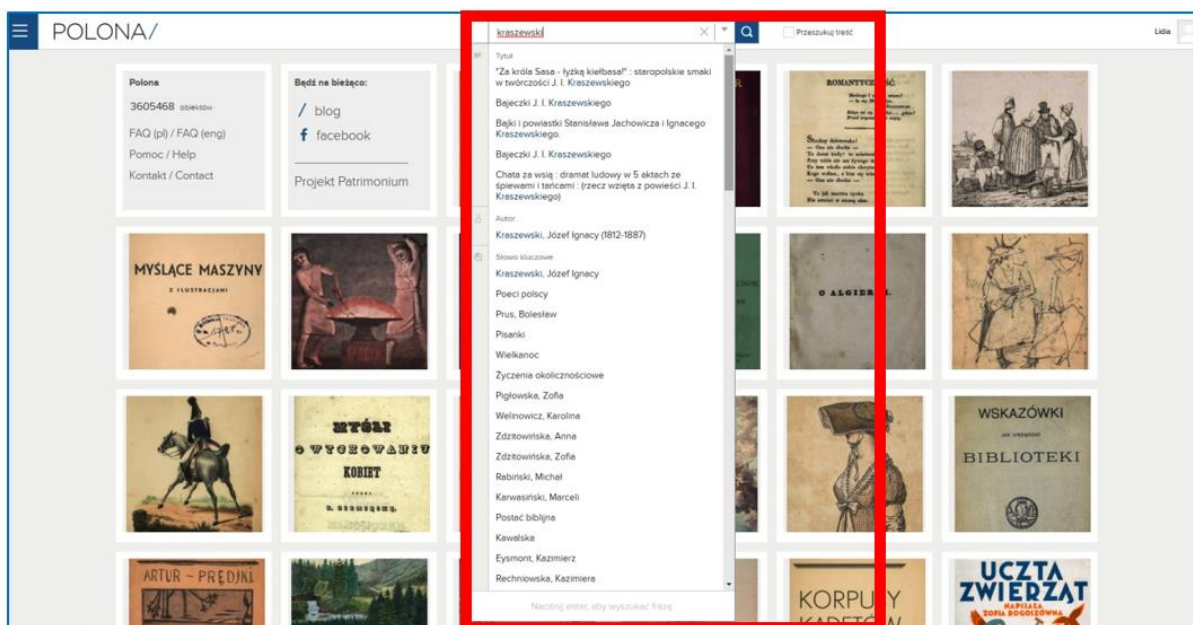 POLONA/
kraszewski
Przeszukuj treść
Lidia
Polona
3605468 obiektów
FAQ (pl) / FAQ (eng)
Pomoc / Help
Kontakt / Contact
Bądź na bieżąco:
/ blog
f facebook
Projekt Patrimonium
Tytuł
"Za króla Sasa - łyżką kiełbasa!" : staropolskie smaki
w twórczości J. I. Kraszewskiego
Bajeczki J. I. Kraszewskiego
Bajki i powiastki Stanisława Jachowicza i Ignacego
Kraszewskiego.
Bajeczki J. I. Kraszewskiego
Chata za wsią : dramat ludowy w 5 aktach ze
śpiewami i tańcami : (rzecz wzięta z powieści J. I.
Kraszewskiego)
Autor
Kraszewski, Józef Ignacy (1812-1887)
Słowo kluczowe
Kraszewski, Józef Ignacy
Poeci polscy
Prus, Bolesław
Pisanki
Wielkanoc
Życzenia okolicznościowe
Pigłowska, Zofia
Welinowicz, Karolina
Zdzitowińska, Anna
Zdzitowińska, Zofia
Rabiński, Michał
Karwasiński, Marceli
Postać biblijna
Kawalska
Eysmont, Kazimierz
Rechniowska, Kazimiera
Naciśnij enter, aby wyszukać frazę
MYŚLĄCE MASZYNY
Z ILUSTRACJAMI
O ALGIER
MYŚLI
O WYCHOWANIU
KOBIET
WSKAZÓWKI
JAK URZĄDZAĆ
BIBLIOTEKI
ARTUR - PRĘDSKI
KORPU Y
KADETÓW
UCZTA
ZWIERZĄT
NAPISAŁA
ZOFIA ROGOSZÓWNA